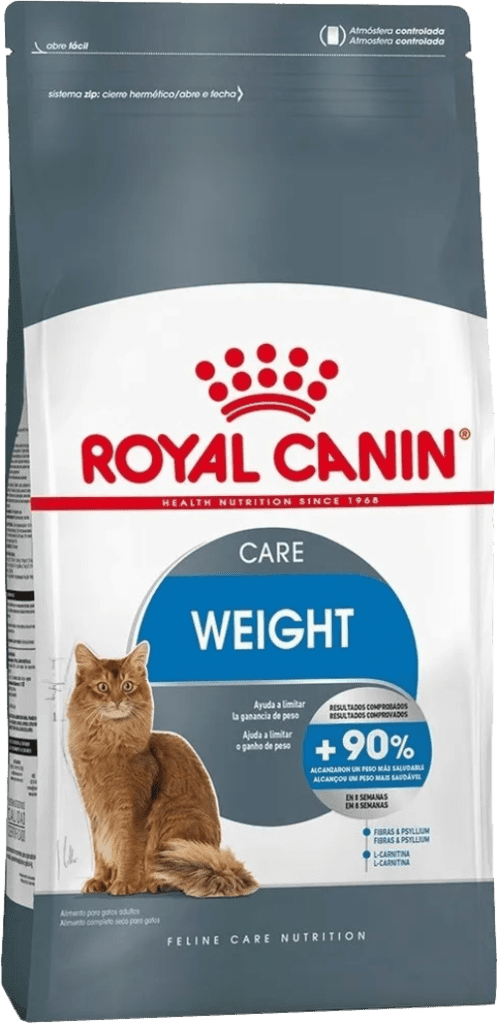 abre fácil
Atmósfera controlada
Atmosfera controlada
sistema zip: cierre hermético/abre e fecha
ROYAL CANIN®
HEALTH NUTRITION SINCE 1968
CARE
WEIGHT
Ayuda a limitar
la ganancia de peso
Ajuda a limitar
o ganho de peso
RESULTADOS COMPROBADOS
RESULTADOS COMPROVADOS
+ 90%
ALCANZARON UN PESO MÁS SALUDABLE
ALCANÇOU UM PESO MAIS SAUDÁVEL
EN 8 SEMANAS
EM 8 SEMANAS
FIBRAS & PSYLLIUM
FIBRAS & PSYLLIUM
L-CARNITINA
L-CARNITINA
Alimento para gatos adultos
Alimento completo seco para gatos
FELINE CARE NUTRITION